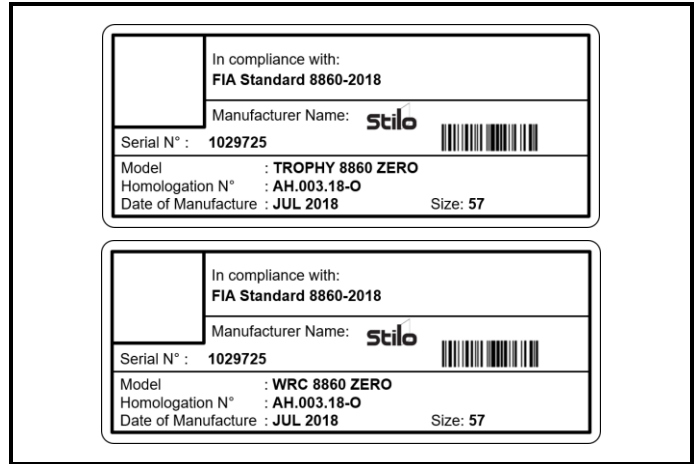 In compliance with:
FIA Standard 8860-2018
Manufacturer Name: Stilo
Serial N° : 1029725
Model : TROPHY 8860 ZERO
Homologation N° : AH.003.18-O
Date of Manufacture : JUL 2018 Size: 57
In compliance with:
FIA Standard 8860-2018
Manufacturer Name: Stilo
Serial N° : 1029725
Model : WRC 8860 ZERO
Homologation N° : AH.003.18-O
Date of Manufacture : JUL 2018 Size: 57